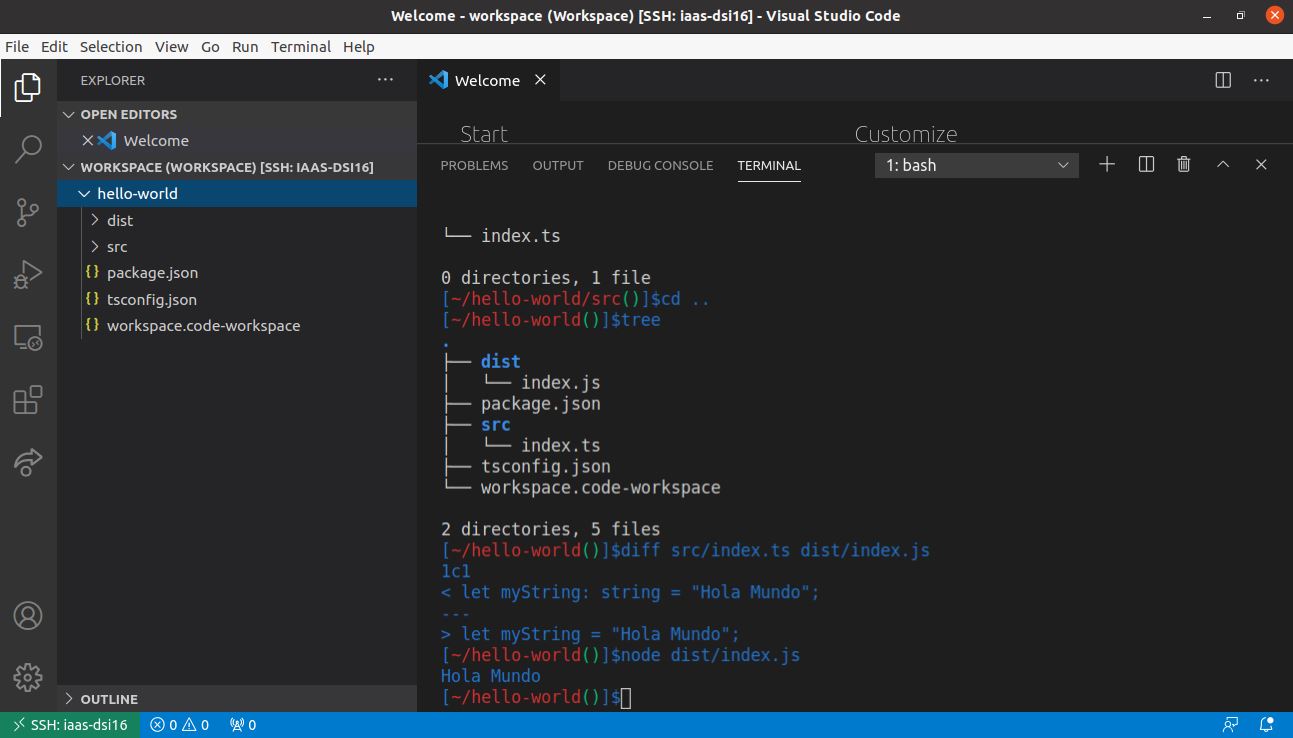 Welcome - workspace (Workspace) [SSH: iaas-dsi16] - Visual Studio Code
File Edit Selection View Go Run Terminal Help
EXPLORER
OPEN EDITORS
Welcome
WORKSPACE (WORKSPACE) [SSH: IAAS-DSI16]
hello-world
dist
src
{} package.json
{} tsconfig.json
{} workspace.code-workspace
OUTLINE
Welcome
Start Customize
PROBLEMS OUTPUT DEBUG CONSOLE TERMINAL 1: bash
└── index.ts
0 directories, 1 file
[~/hello-world/src()]$cd ..
[~/hello-world()]$tree
.
├── dist
│   └── index.js
├── package.json
├── src
│   └── index.ts
├── tsconfig.json
└── workspace.code-workspace
2 directories, 5 files
[~/hello-world()]$diff src/index.ts dist/index.js
1c1
< let myString: string = "Hola Mundo";
---
> let myString = "Hola Mundo";
[~/hello-world()]$node dist/index.js
Hola Mundo
[~/hello-world()]$
SSH: iaas-dsi16 0 0 0